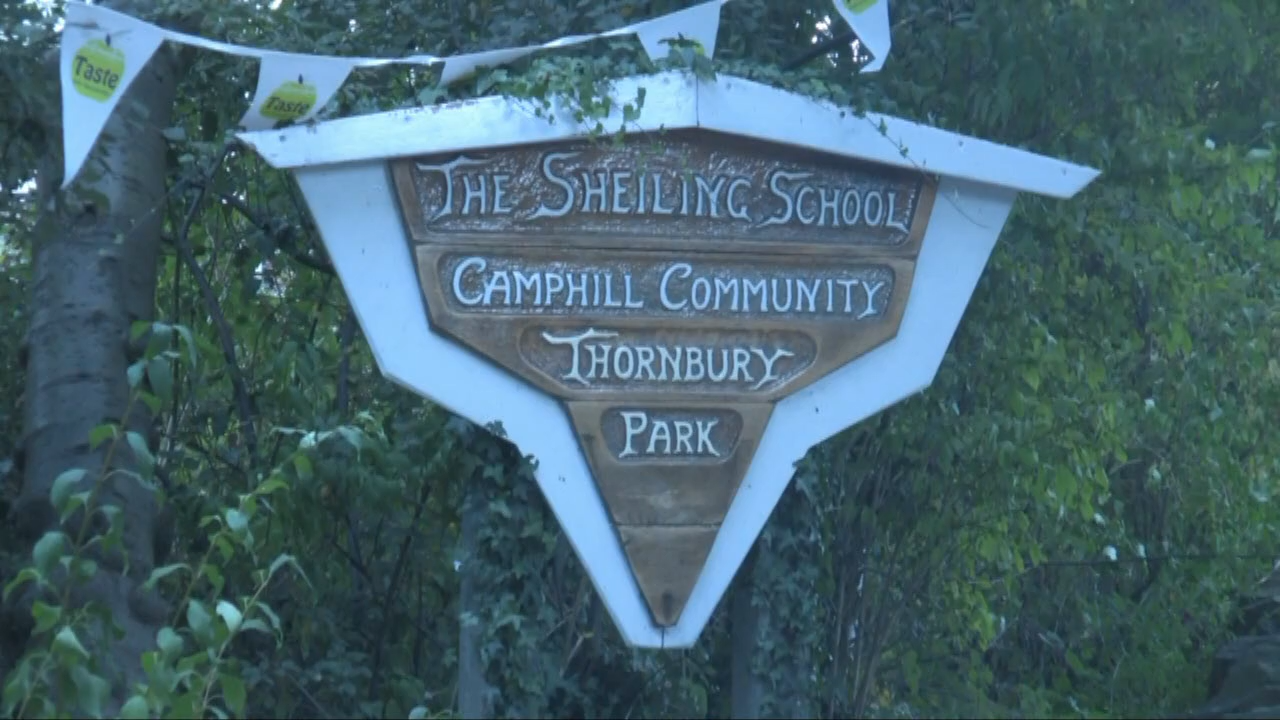 Taste
Taste
The Sheiling School
Camphill Community
Thornbury
Park